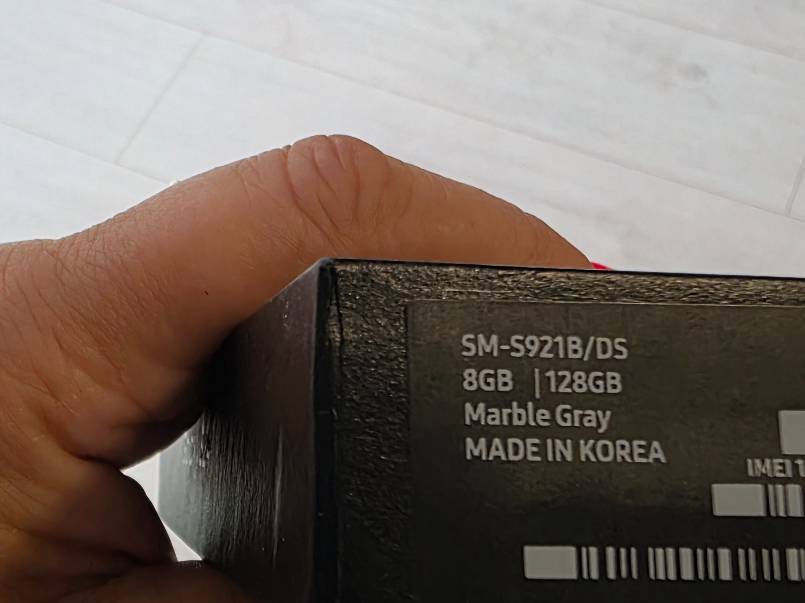 SM-S921B/DS
8GB | 128GB
Marble Gray
MADE IN KOREA
IMEI 1